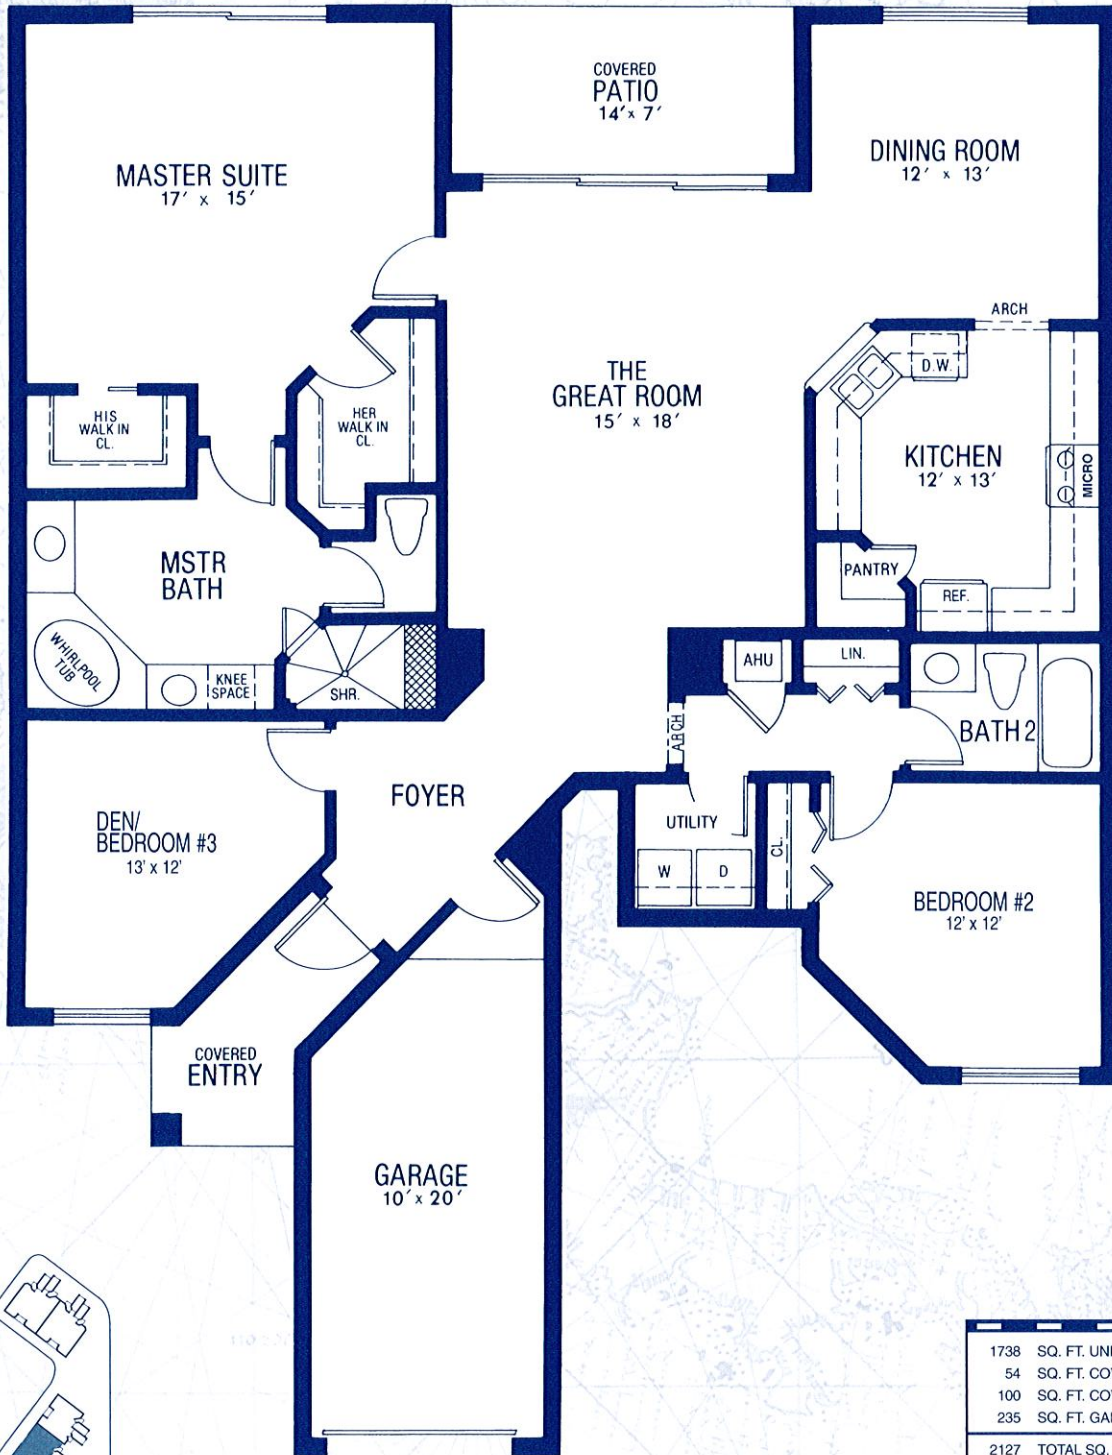 COVERED
PATIO
14' x 7'
MASTER SUITE
17' x 15'
DINING ROOM
12' x 13'
ARCH
D.W.
THE
GREAT ROOM
15' x 18'
HIS
WALK IN
CL.
HER
WALK IN
CL.
KITCHEN
12' x 13'
MICRO
MSTR
BATH
PANTRY
REF.
WHIRLPOOL
TUB
KNEE
SPACE
SHR.
AHU
LIN.
ARCH
BATH 2
FOYER
DEN/
BEDROOM #3
13' x 12'
UTILITY
W
D
CL.
BEDROOM #2
12' x 12'
COVERED
ENTRY
GARAGE
10' x 20'
1738 SQ. FT.
54 SQ. FT.
100 SQ. FT.
235 SQ. FT.
2127 TOTAL SQ.